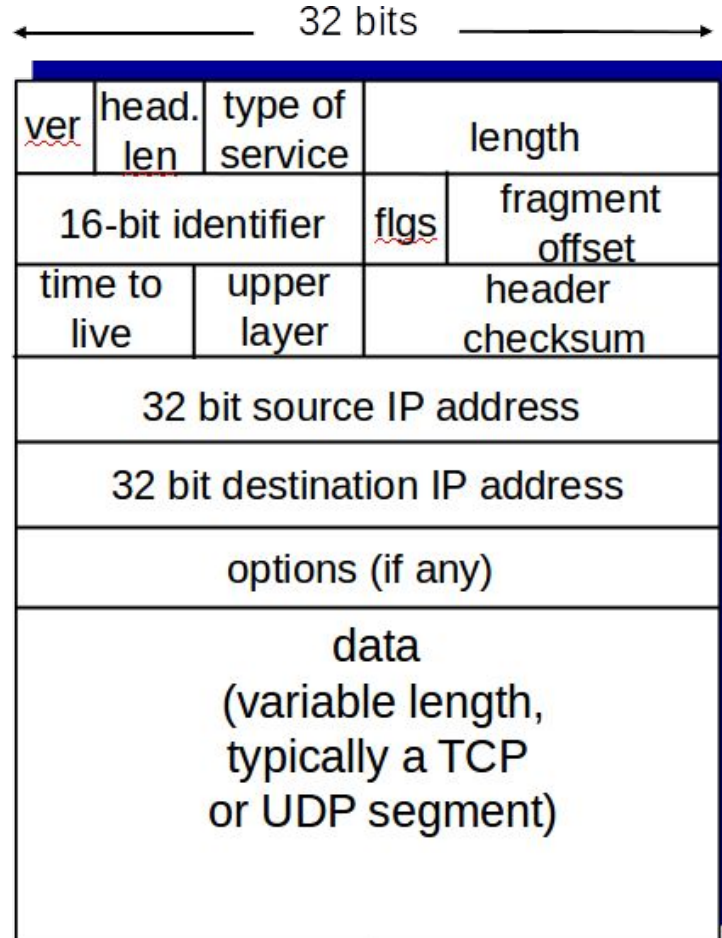 32 bits
ver
head.
len
type of
service
length
16-bit identifier
flgs
fragment
offset
time to
live
upper
layer
header
checksum
32 bit source IP address
32 bit destination IP address
options (if any)
data
(variable length,
typically a TCP
or UDP segment)